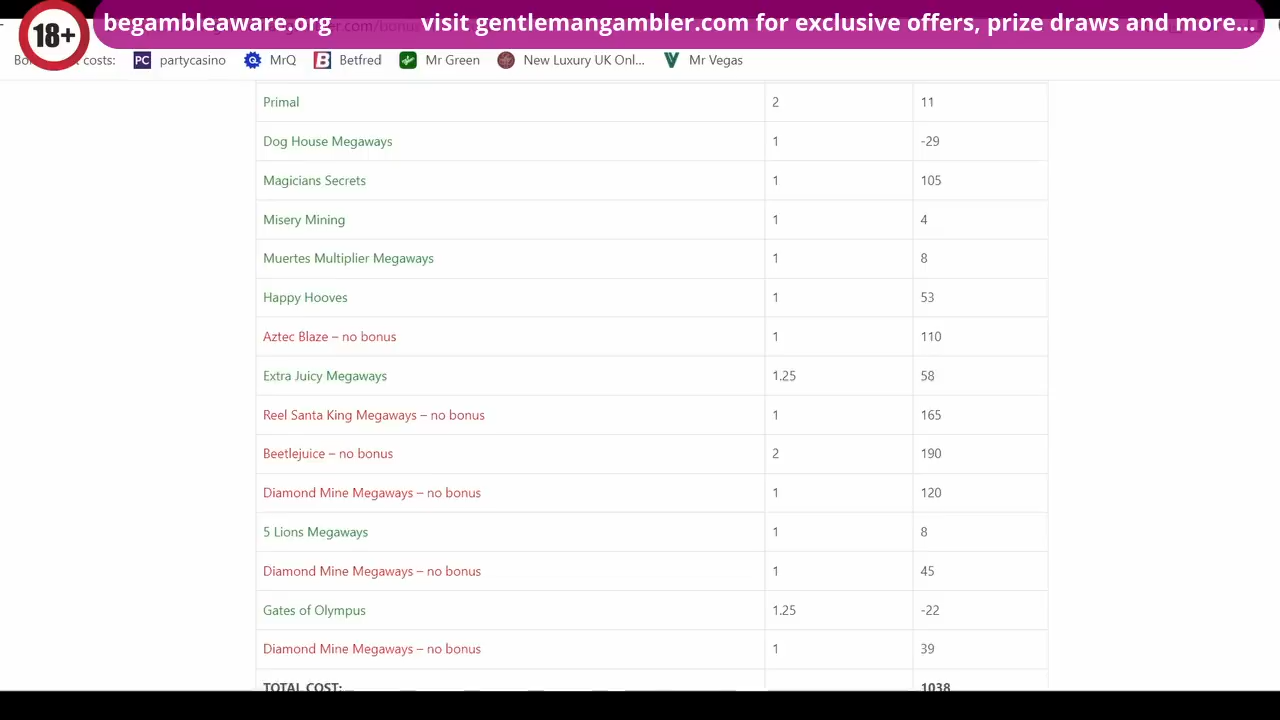 18+ begambleaware.org visit gentlemangambler.com for exclusive offers, prize draws and more...
costs: PC partycasino MrQ B Betfred Mr Green New Luxury UK Onl... V Mr Vegas
Primal 2 11
Dog House Megaways 1 -29
Magicians Secrets 1 105
Misery Mining 1 4
Muertes Multiplier Megaways 1 8
Happy Hooves 1 53
Aztec Blaze – no bonus 1 110
Extra Juicy Megaways 1.25 58
Reel Santa King Megaways – no bonus 1 165
Beetlejuice – no bonus 2 190
Diamond Mine Megaways – no bonus 1 120
5 Lions Megaways 1 8
Diamond Mine Megaways – no bonus 1 45
Gates of Olympus 1.25 -22
Diamond Mine Megaways – no bonus 1 39
TOTAL COST: 1038